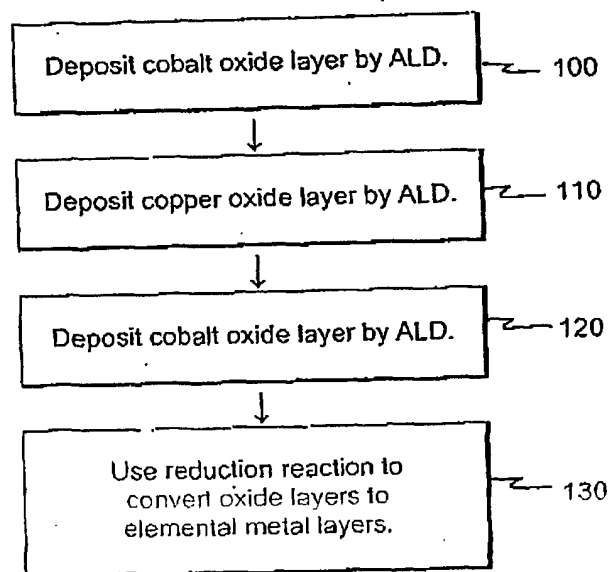 Deposit cobalt oxide layer by ALD.
100
Deposit copper oxide layer by ALD.
110
Deposit cobalt oxide layer by ALD.
120
Use reduction reaction to
convert oxide layers to
elemental metal layers.
130